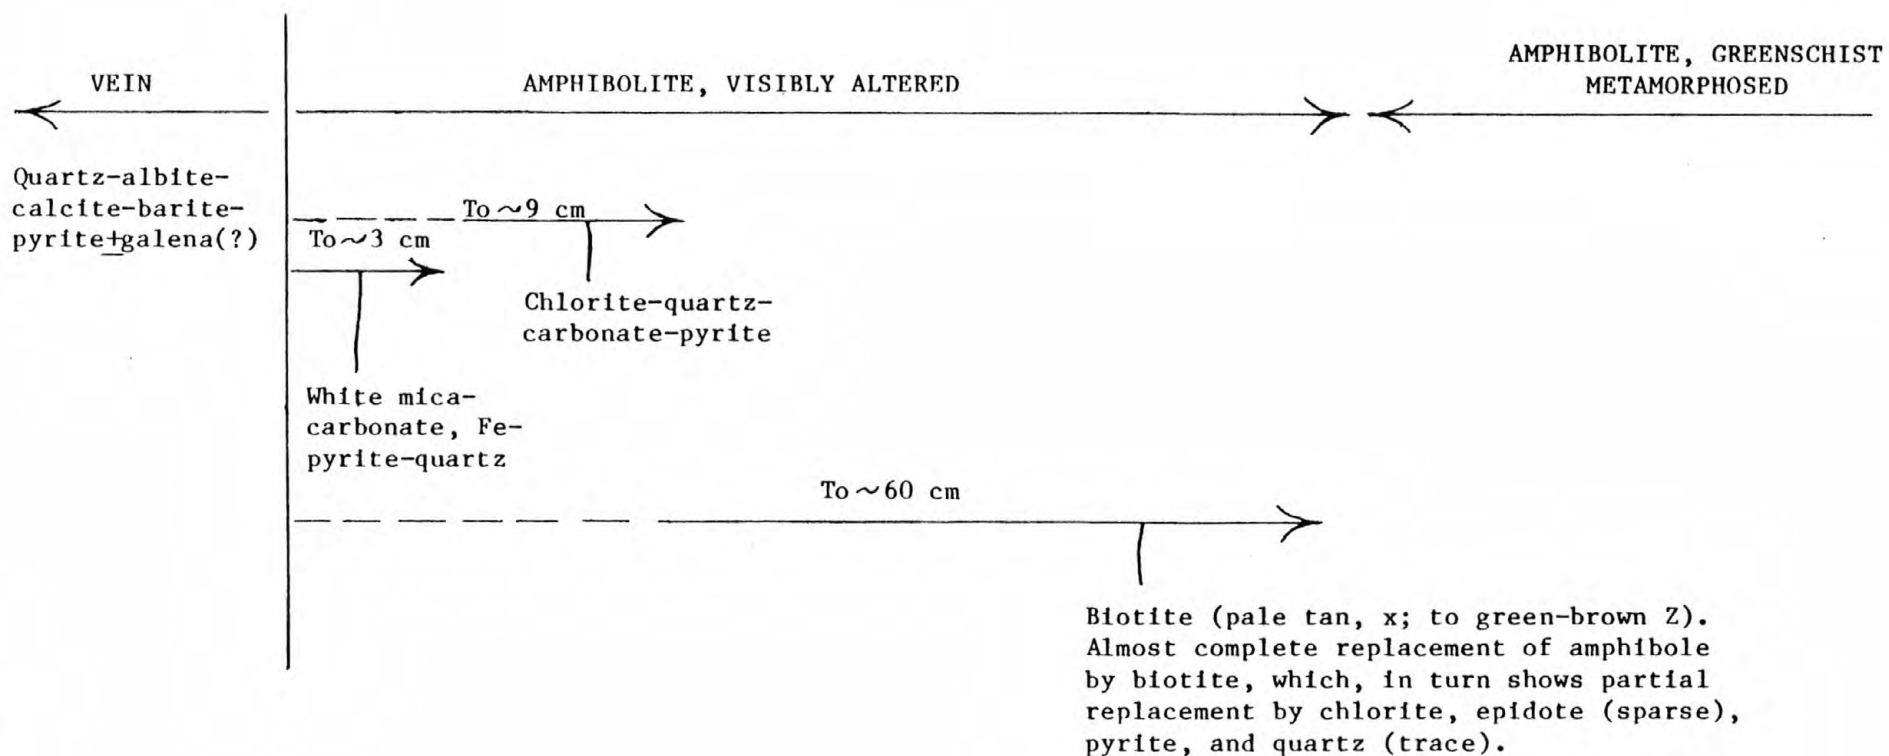 VEIN
AMPHIBOLITE, VISIBLY ALTERED
AMPHIBOLITE, GREENSCHIST
METAMORPHOSED
Quartz-albite-
calcite-barite-
pyrite±galena(?)
To ~9 cm
To ~3 cm
Chlorite-quartz-
carbonate-pyrite
White mica-
carbonate, Fe-
pyrite-quartz
To ~60 cm
Biotite (pale tan, x; to green-brown Z).
Almost complete replacement of amphibole
by biotite, which, in turn shows partial
replacement by chlorite, epidote (sparse),
pyrite, and quartz (trace).